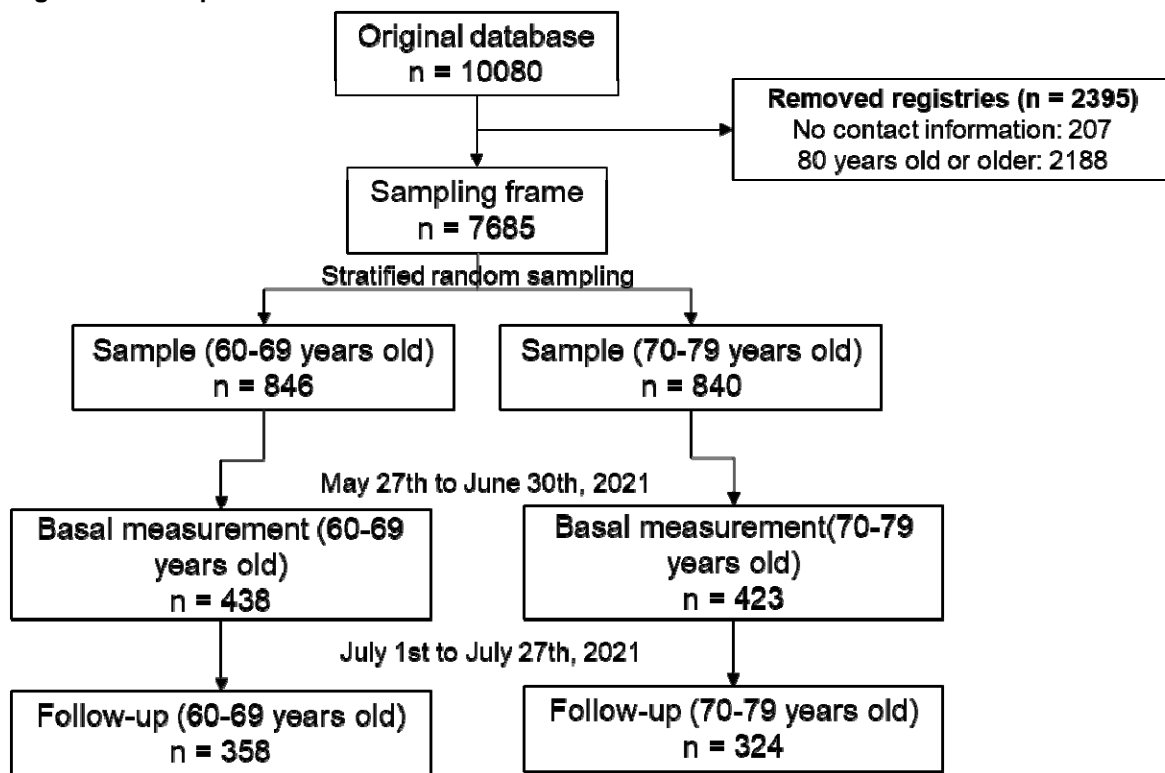 Original database
n = 10080
Removed registries (n = 2395)
No contact information: 207
80 years old or older: 2188
Sampling frame
n = 7685
Stratified random sampling
Sample (60-69 years old)
n = 846
Sample (70-79 years old)
n = 840
May 27th to June 30th, 2021
Basal measurement (60-69
years old)
n = 438
Basal measurement(70-79
years old)
n = 423
July 1st to July 27th, 2021
Follow-up (60-69 years old)
n = 358
Follow-up (70-79 years old)
n = 324